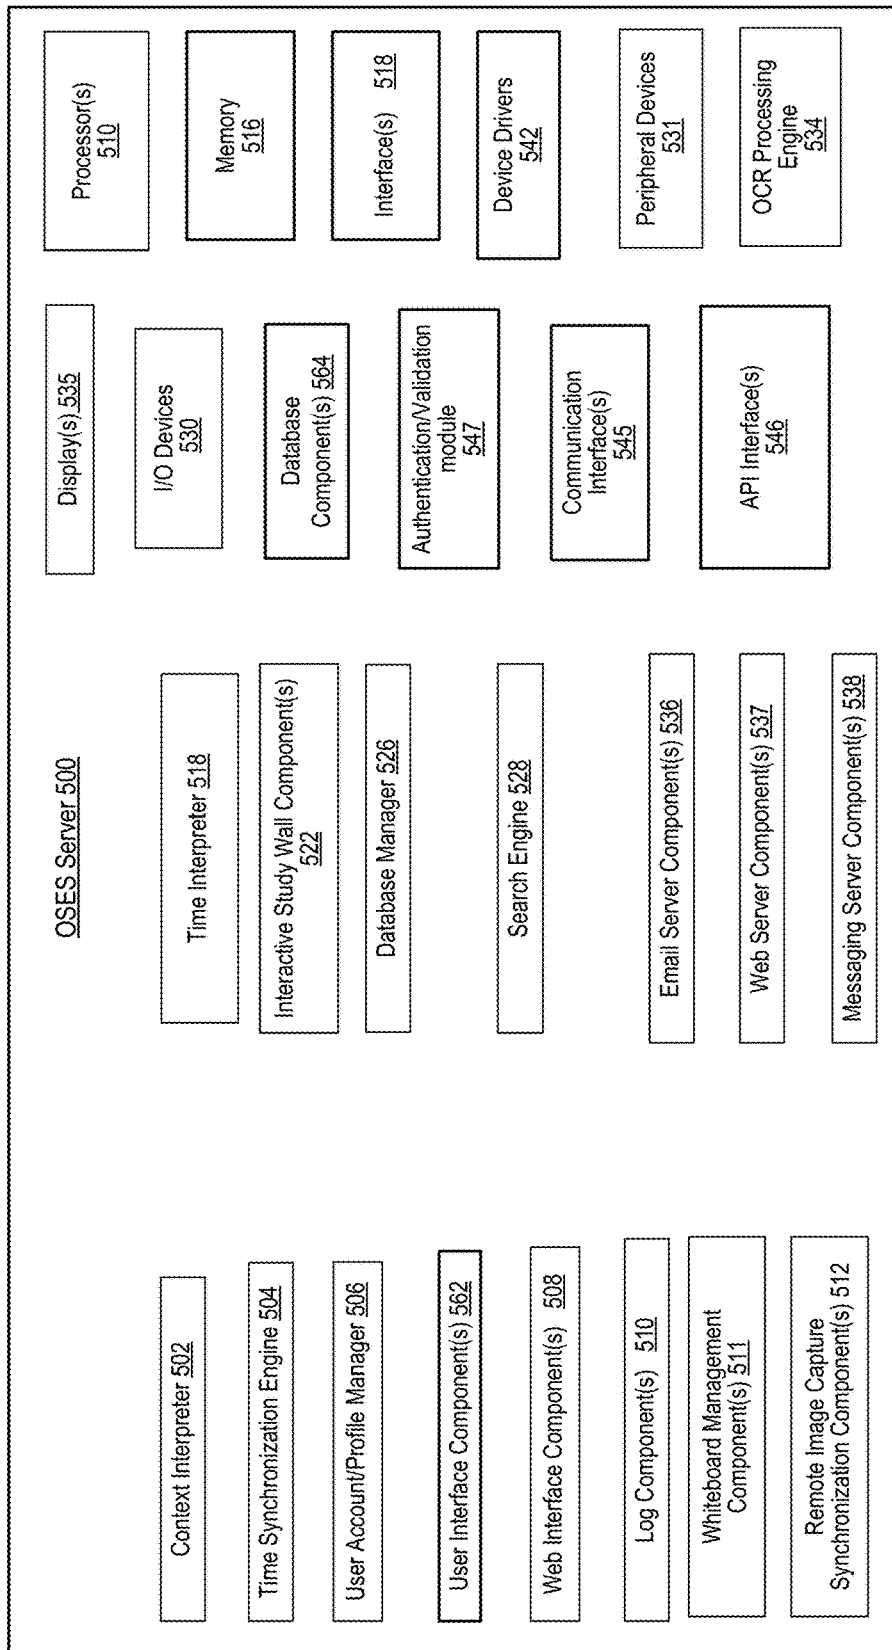 OSES Server 500
Context Interpreter 502
Time Synchronization Engine 504
User Account/Profile Manager 506
User Interface Component(s) 562
Web Interface Component(s) 508
Log Component(s) 510
Whiteboard Management
Component(s) 511
Remote Image Capture
Synchronization Component(s) 512
Time Interpreter 518
Interactive Study Wall Component(s)
522
Database Manager 526
Search Engine 528
Email Server Component(s) 536
Web Server Component(s) 537
Messaging Server Component(s) 538
Display(s) 535
I/O Devices
530
Database
Component(s) 564
Authentication/Validation
module
547
Communication
Interface(s)
545
API Interface(s)
546
Processor(s)
510
Memory
516
Interface(s) 518
Device Drivers
542
Peripheral Devices
531
OCR Processing
Engine
534